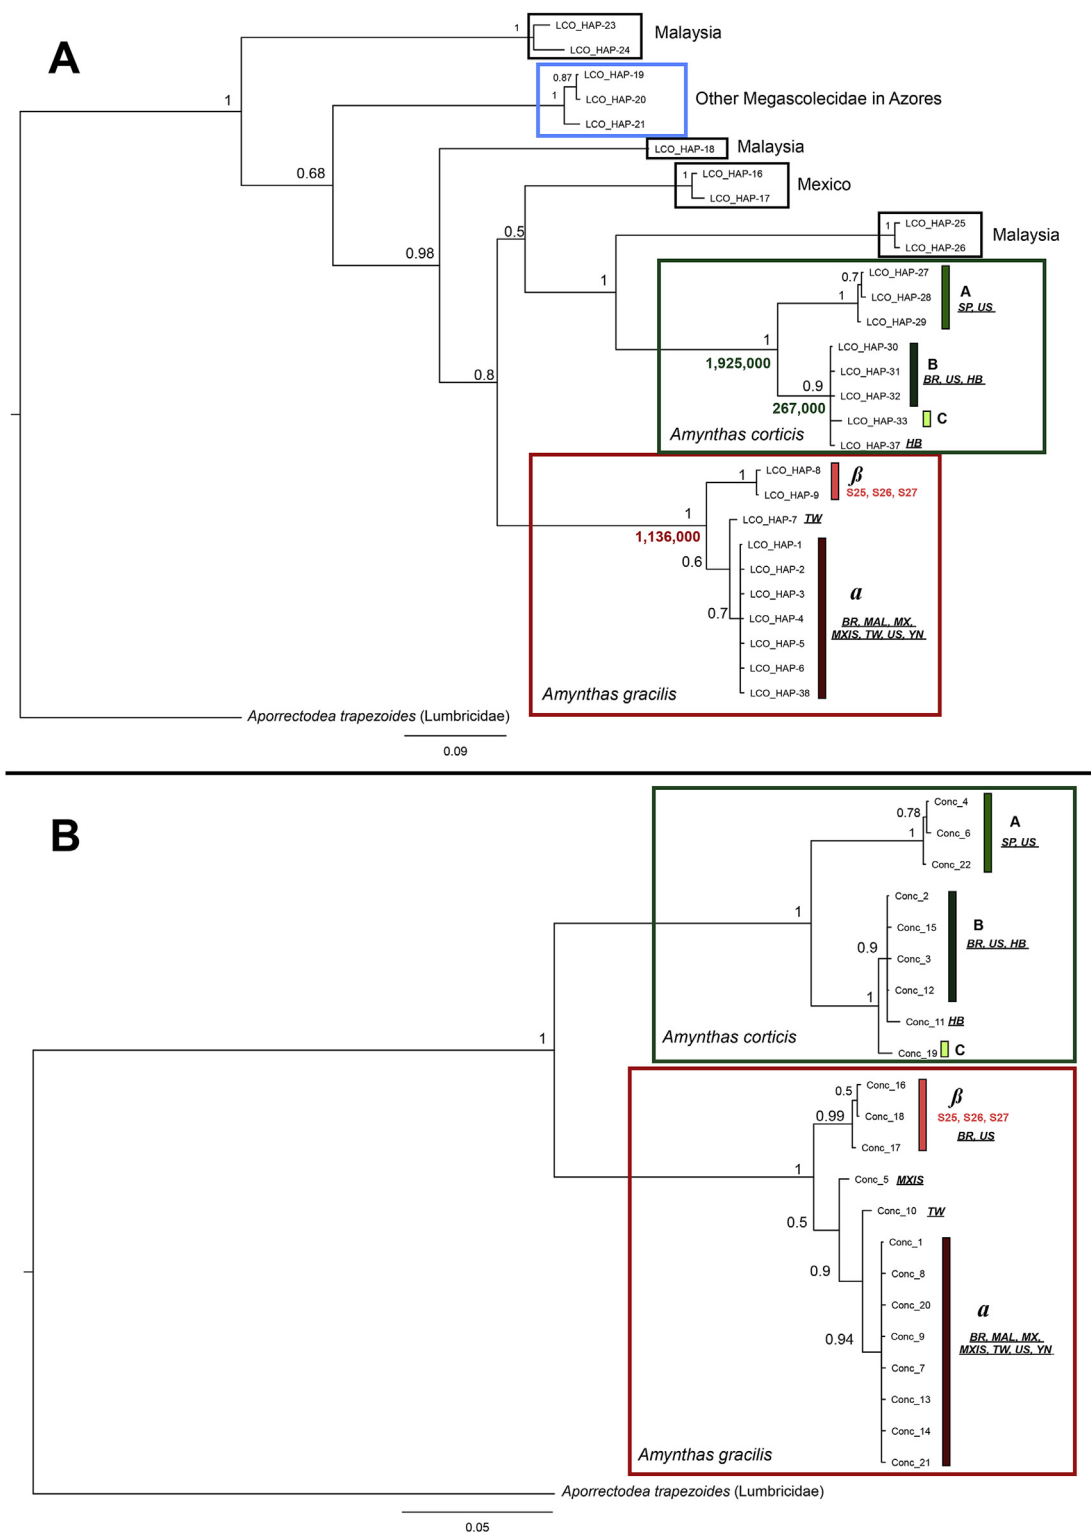 A
1
LCO_HAP-23
LCO_HAP-24
Malaysia
1
0.87
LCO_HAP-19
1
LCO_HAP-20
LCO_HAP-21
Other Megascolecidae in Azores
0.68
LCO_HAP-18
Malaysia
1
LCO_HAP-16
LCO_HAP-17
Mexico
0.5
0.98
1
LCO_HAP-25
LCO_HAP-26
Malaysia
1
0.7
LCO_HAP-27
1
LCO_HAP-28
LCO_HAP-29
A
SP, US
1
1,925,000
LCO_HAP-30
LCO_HAP-31
LCO_HAP-32
B
BR, US, HB
0.9
267,000
LCO_HAP-33
C
LCO_HAP-37 HB
Amynthas corticis
0.8
1
LCO_HAP-8
LCO_HAP-9
ß
S25, S26, S27
1
1,136,000
LCO_HAP-7 TW
0.6
LCO_HAP-1
LCO_HAP-2
LCO_HAP-3
0.7
LCO_HAP-4
LCO_HAP-5
LCO_HAP-6
LCO_HAP-38
a
BR, MAL, MX,
MXIS, TW, US, YN
Amynthas gracilis
Aporrectodea trapezoides (Lumbricidae)
0.09
B
0.78
Conc_4
1
Conc_6
Conc_22
A
SP, US
1
Conc_2
Conc_15
0.9
Conc_3
Conc_12
B
BR, US, HB
1
Conc_11 HB
Conc_19
C
Amynthas corticis
1
0.5
Conc_16
0.99
Conc_18
Conc_17
ß
S25, S26, S27
BR, US
1
Conc_5 MXIS
0.5
Conc_10 TW
0.9
Conc_1
Conc_8
Conc_20
0.94
Conc_9
Conc_7
Conc_13
Conc_14
Conc_21
a
BR, MAL, MX,
MXIS, TW, US, YN
Amynthas gracilis
Aporrectodea trapezoides (Lumbricidae)
0.05